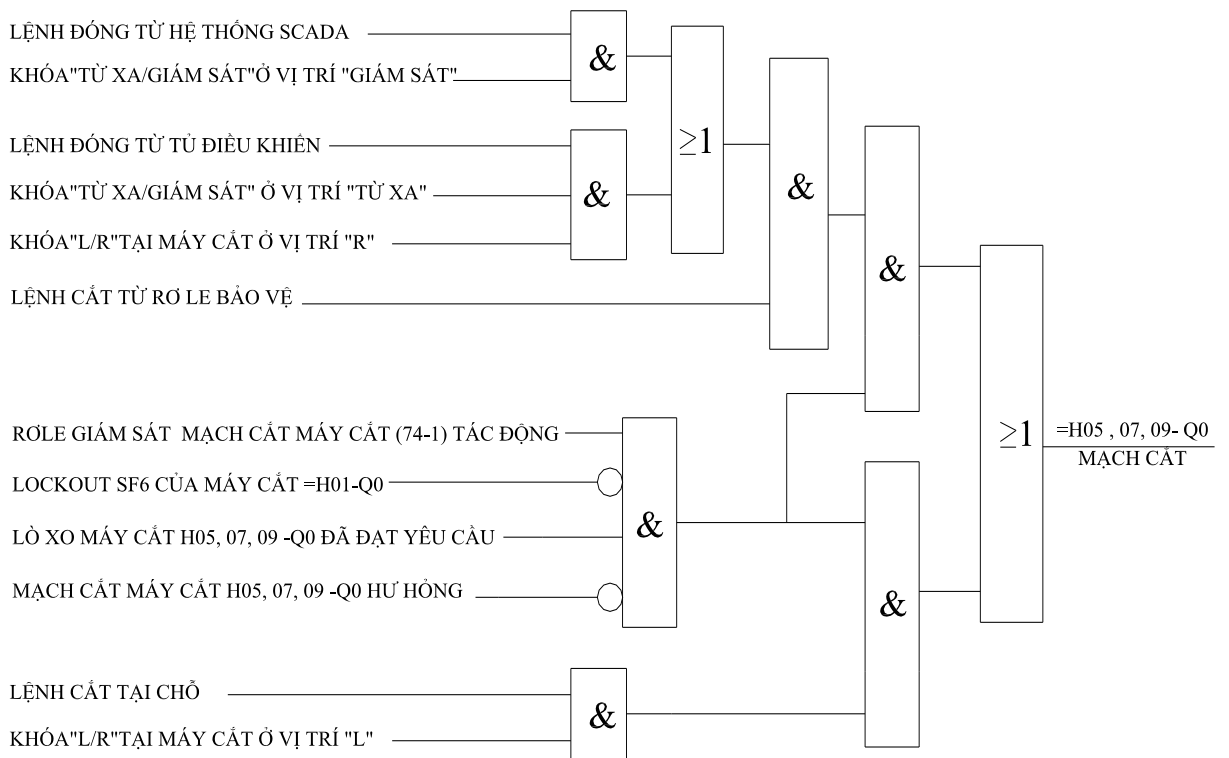 LỆNH ĐÓNG TỪ HỆ THỐNG SCADA
&
KHÓA"TỪ XA/GIÁM SÁT"Ở VỊ TRÍ "GIÁM SÁT"
≥1
LỆNH ĐÓNG TỪ TỦ ĐIỀU KHIỂN
KHÓA"TỪ XA/GIÁM SÁT" Ở VỊ TRÍ "TỪ XA"
&
&
KHÓA"L/R"TẠI MÁY CẮT Ở VỊ TRÍ "R"
&
LỆNH CẮT TỪ RƠ LE BẢO VỆ
RƠLE GIÁM SÁT MẠCH CẮT MÁY CẮT (74-1) TÁC ĐỘNG
≥1
=H05 , 07, 09- Q0
MẠCH CẮT
LOCKOUT SF6 CỦA MÁY CẮT =H01-Q0
&
LÒ XO MÁY CẮT H05, 07, 09 -Q0 ĐÃ ĐẠT YÊU CẦU
MẠCH CẮT MÁY CẮT H05, 07, 09 -Q0 HƯ HỎNG
&
LỆNH CẮT TẠI CHỖ
&
KHÓA"L/R"TẠI MÁY CẮT Ở VỊ TRÍ "L"